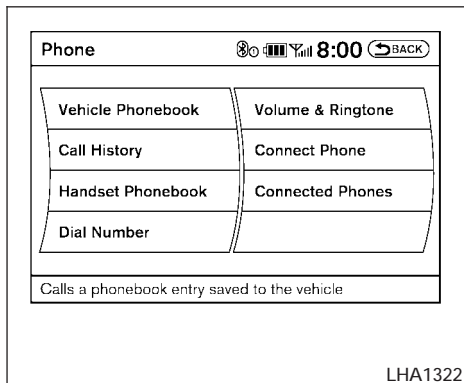 Phone 8:00 BACK
Vehicle Phonebook
Call History
Handset Phonebook
Dial Number
Volume & Ringtone
Connect Phone
Connected Phones
Calls a phonebook entry saved to the vehicle
LHA1322